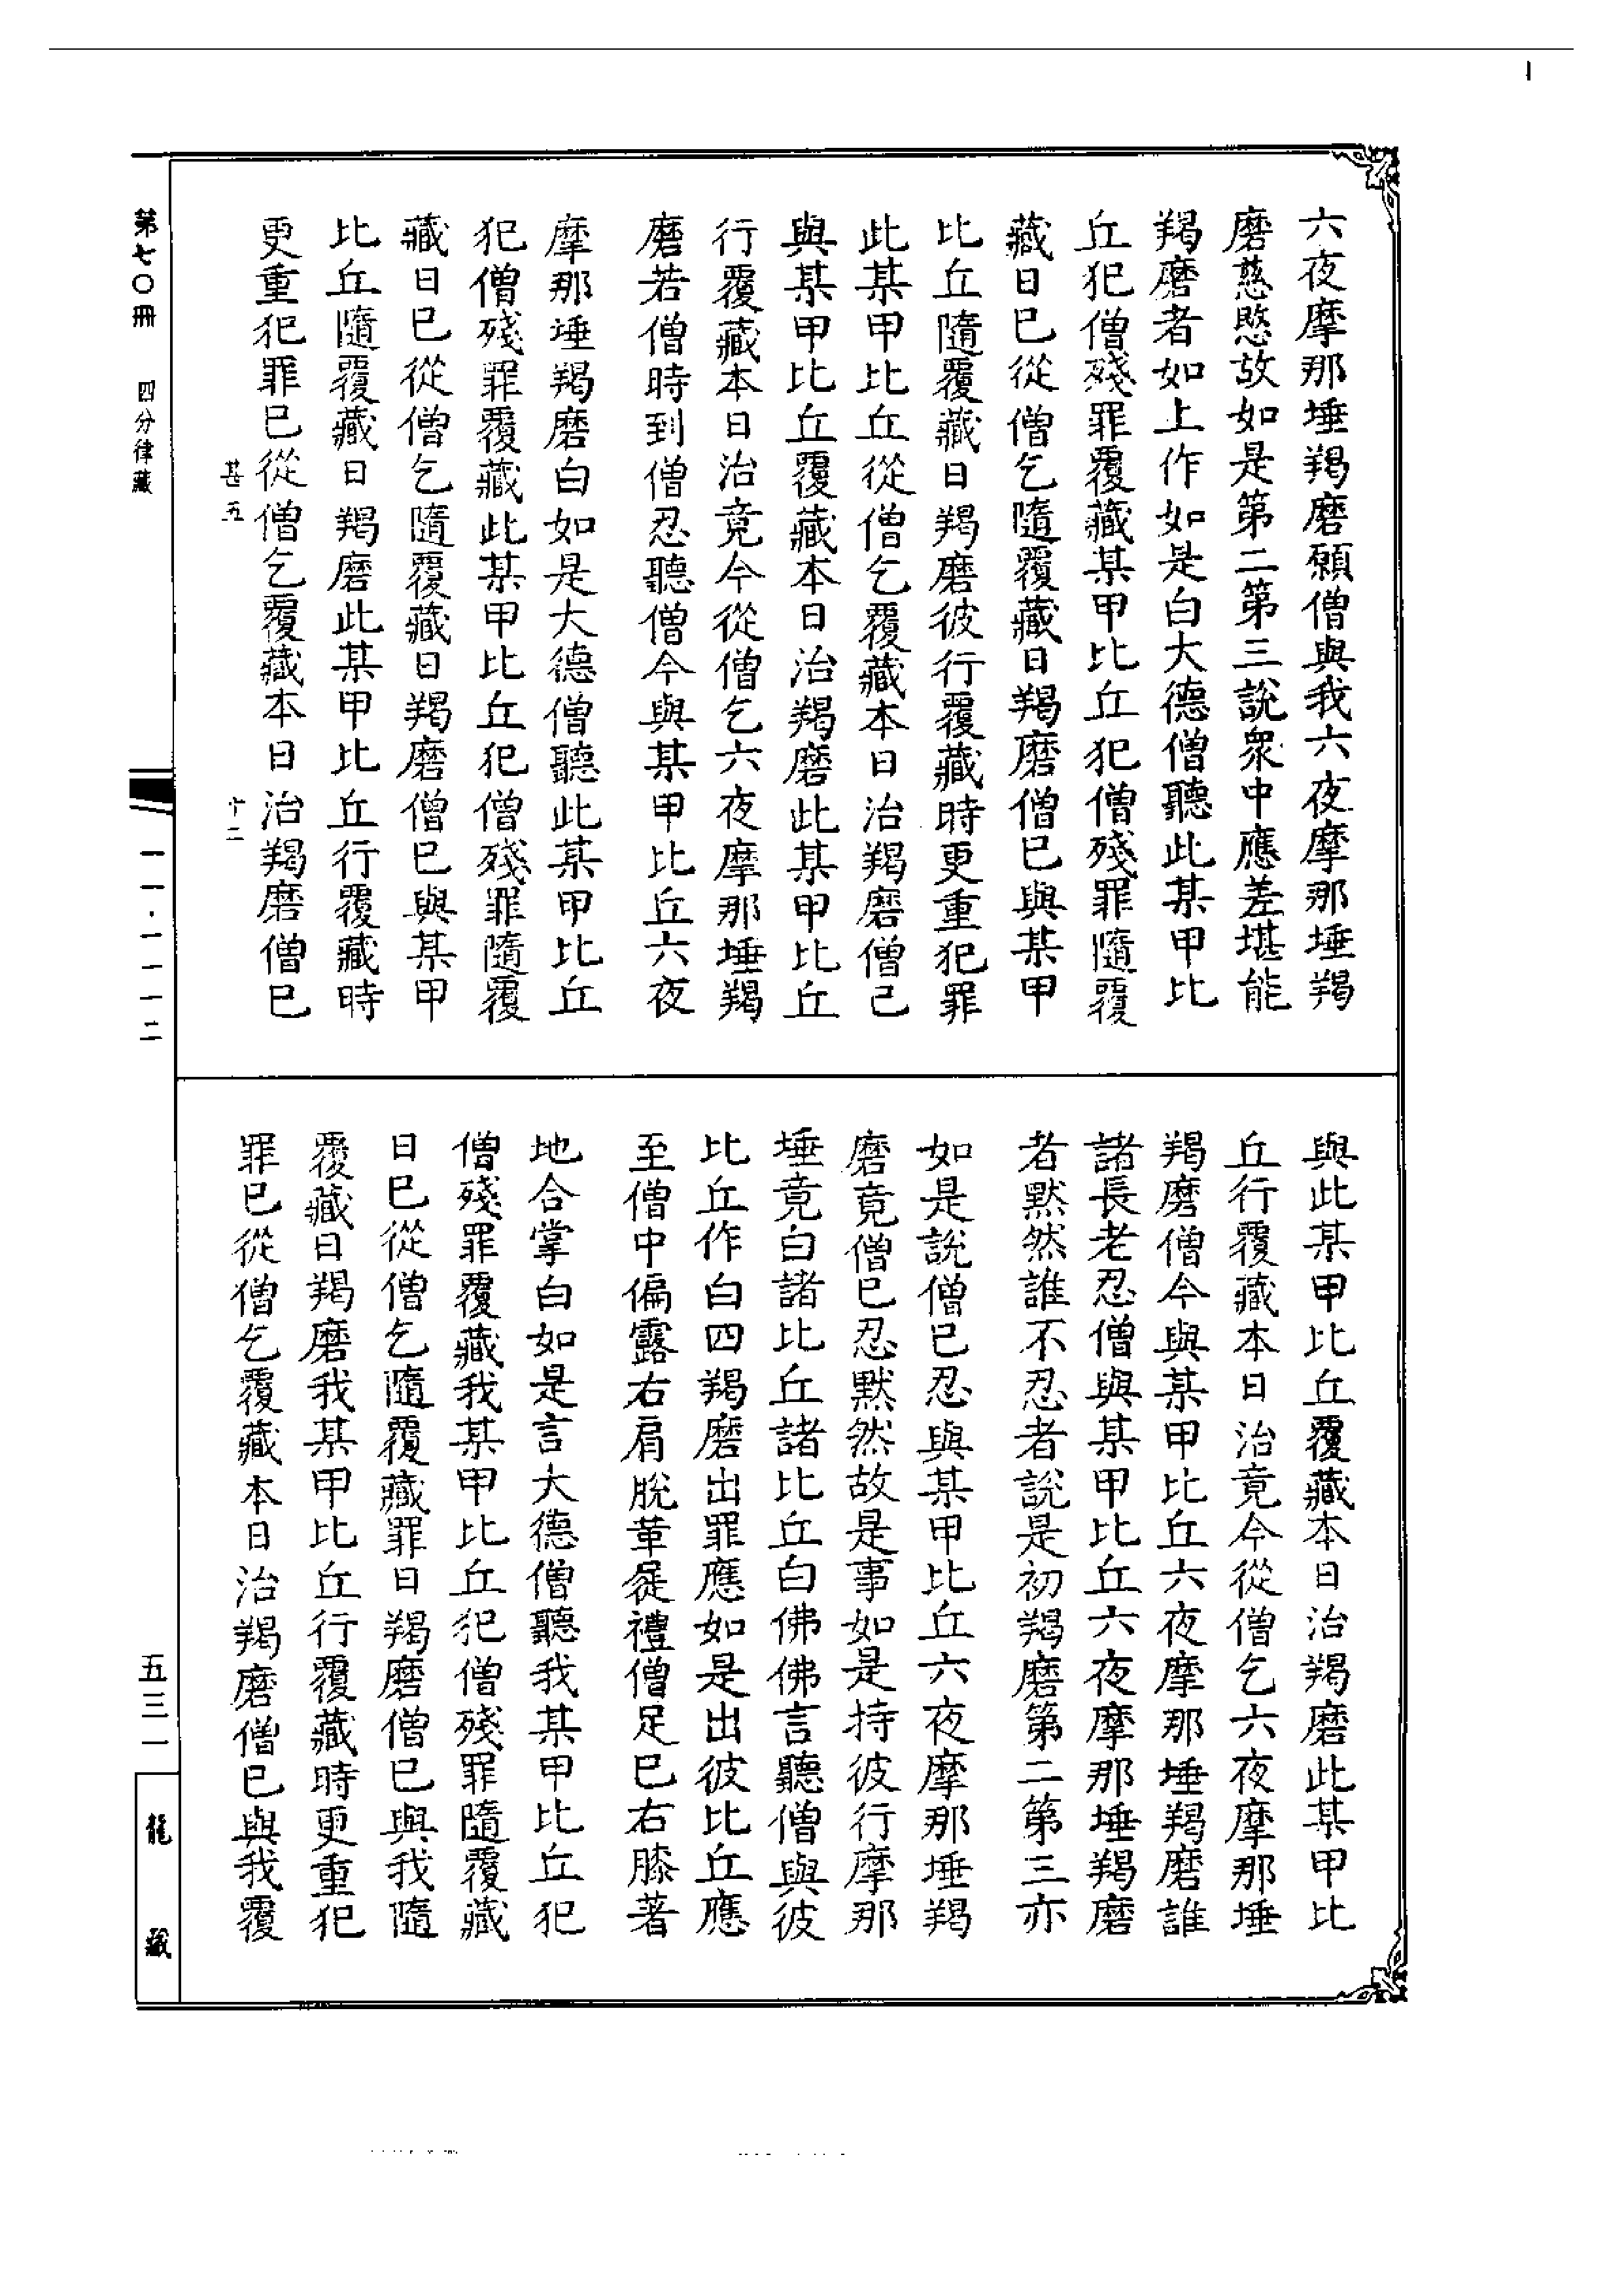 六夜摩那埵羯磨願僧與我六夜摩那埵羯
磨慈愍故如是第二第三說衆中應差堪能
羯磨者如上作如是白大德僧聽此某甲比
丘犯僧殘罪覆藏某甲比丘犯僧殘罪隨覆
藏日巳從僧乞隨覆藏日羯磨僧巳與某甲
比丘隨覆藏日羯磨彼行覆藏時更重犯罪
此某甲比丘從僧乞覆藏本日治羯磨僧已
與某甲比丘覆藏本日治羯磨此某甲比丘
行覆藏本日治竟今從僧乞六夜摩那埵羯
磨若僧時到僧忍聽僧今與某甲比丘六夜
摩那埵羯磨白如是大德僧聽此某甲比丘
犯僧殘罪覆藏此某甲比丘犯僧殘罪隨覆
藏日巳從僧乞隨覆藏日羯磨僧巳與某甲
比丘隨覆藏日羯磨此某甲比丘行覆藏時
更重犯罪巳從僧乞覆藏本日治羯磨僧巳
甚五
十二
與此某甲比丘覆藏本日治羯磨此某甲比
丘行覆藏本日治竟今從僧乞六夜摩那埵
羯磨僧今與某甲比丘六夜摩那埵羯磨誰
諸長老忍僧與某甲比丘六夜摩那埵羯磨
者默然誰不忍者說是初羯磨第二第三亦
如是說僧已忍與某甲比丘六夜摩那埵羯
磨竟僧巳忍默然故是事如是持彼行摩那
埵竟白諸比丘諸比丘白佛佛言聽僧與彼
比丘作白四羯磨出罪應如是出彼比丘應
至僧中偏露右肩脫革屣禮僧足巳右膝著
地合掌白如是言大德僧聽我某甲比丘犯
僧殘罪覆藏我某甲比丘犯僧殘罪隨覆藏
日巳從僧乞隨覆藏罪日羯磨僧巳與我隨
覆藏日羯磨我某甲比丘行覆藏時更重犯
罪巳從僧乞覆藏本日治羯磨僧巳與我覆
第七〇冊 四分律藏
一一·一一一二
五三一
龍藏